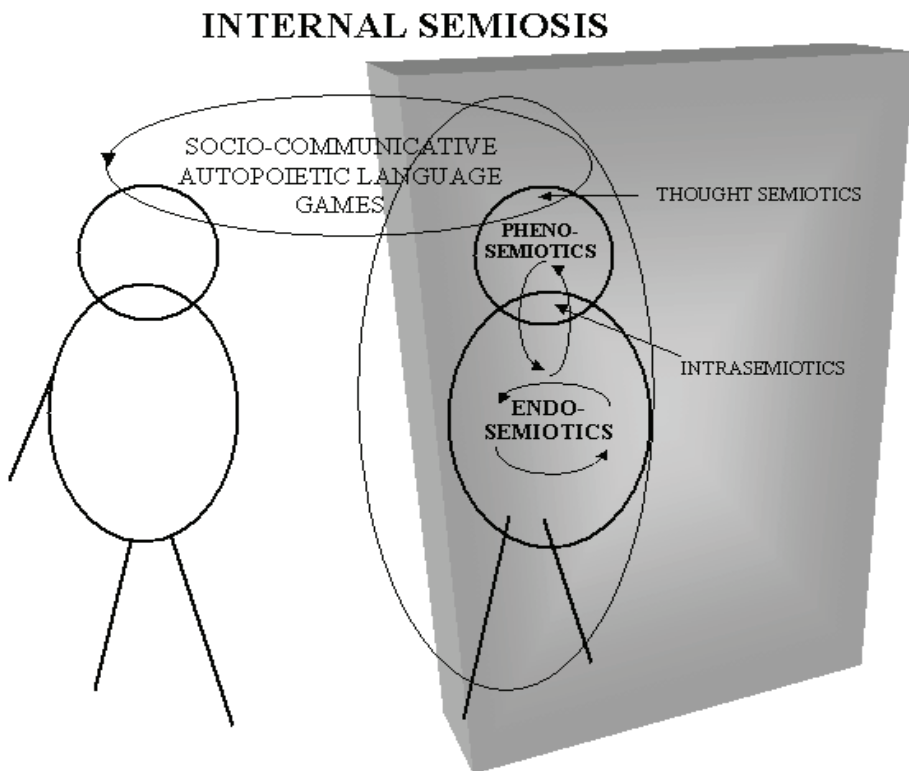 INTERNAL SEMIOSIS
SOCIO-COMMUNICATIVE
AUTOPOIETIC LANGUAGE
GAMES
THOUGHT SEMIOTICS
PHENO-
SEMIOTICS
INTRASEMIOTICS
ENDO-
SEMIOTICS